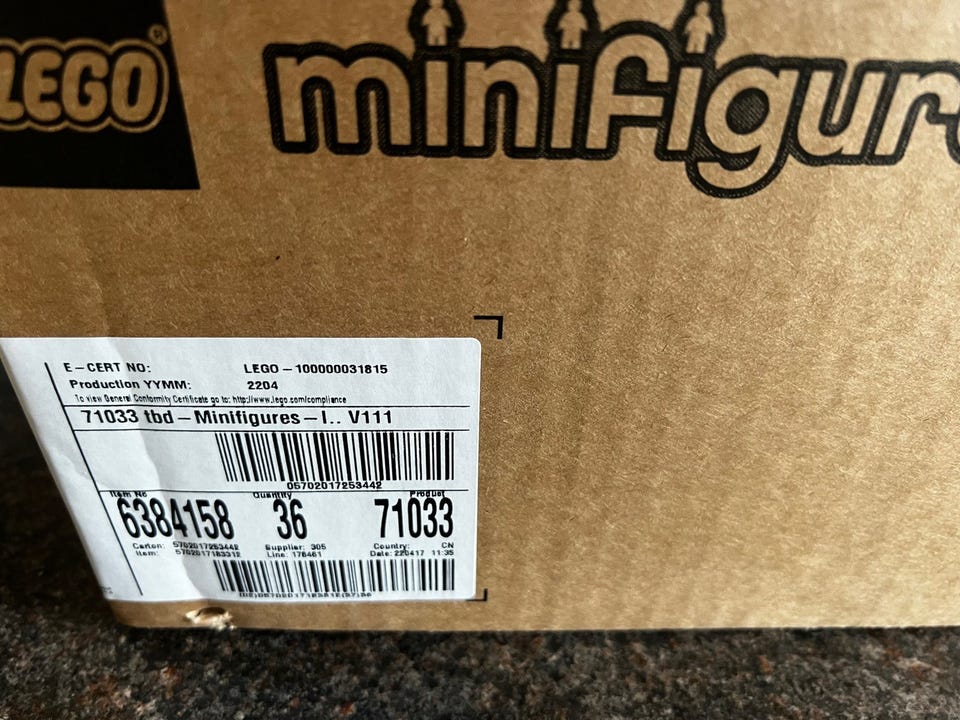 LEGO®
minifigur
E-CERT NO: LEGO-100000031815
Production YYMM: 2204
To view General Conformity Certificate go to: http://www.lego.com/compliance
71033 tbd-Minifigures-I.. V111
05702017253442
Item No Quantity Product
6384158 36 71033
Carton: 5702017253442 Supplier: 305 Country: CN
Item: 5702017183312 Line: 178461 Date: 220417 11:35